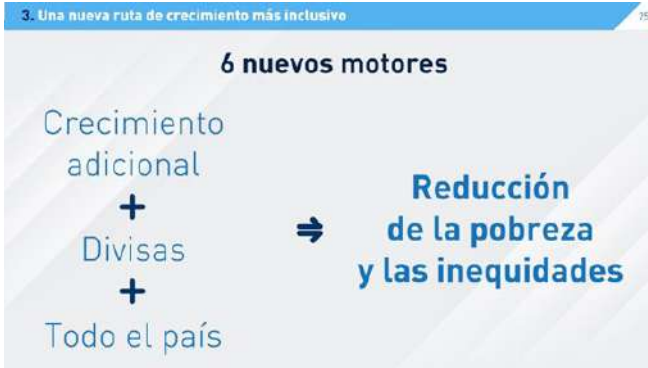 3. Una nueva ruta de crecimiento más inclusivo
75
6 nuevos motores
Crecimiento
adicional
+
Divisas
+
Todo el país
⇒
Reducción
de la pobreza
y las inequidades